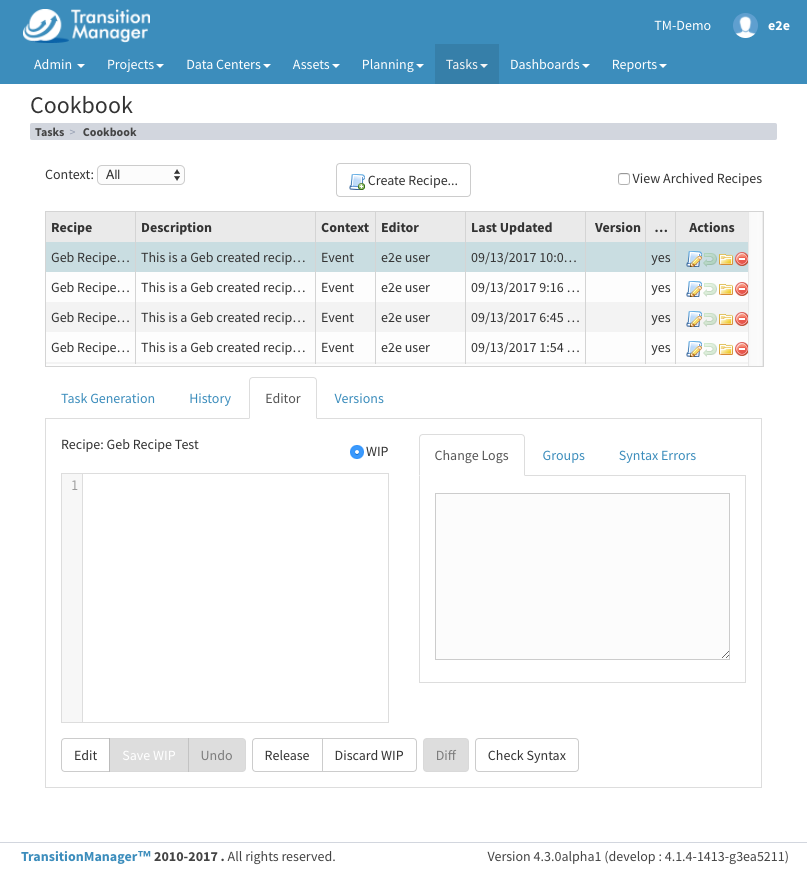 Transition
Manager
TM-Demo e2e
Admin Projects Data Centers Assets Planning Tasks Dashboards Reports
Cookbook
Tasks > Cookbook
Context: All Create Recipe... View Archived Recipes
Recipe Description Context Editor Last Updated Version ... Actions
Geb Recipe... This is a Geb created recip... Event e2e user 09/13/2017 10:0... yes
Geb Recipe... This is a Geb created recip... Event e2e user 09/13/2017 9:16 ... yes
Geb Recipe... This is a Geb created recip... Event e2e user 09/13/2017 6:45 ... yes
Geb Recipe... This is a Geb created recip... Event e2e user 09/13/2017 1:54 ... yes
Task Generation History Editor Versions
Recipe: Geb Recipe Test WIP
Change Logs Groups Syntax Errors
1
Edit Save WIP Undo Release Discard WIP Diff Check Syntax
TransitionManager™ 2010-2017 . All rights reserved. Version 4.3.0alpha1 (develop : 4.1.4-1413-g3ea5211)